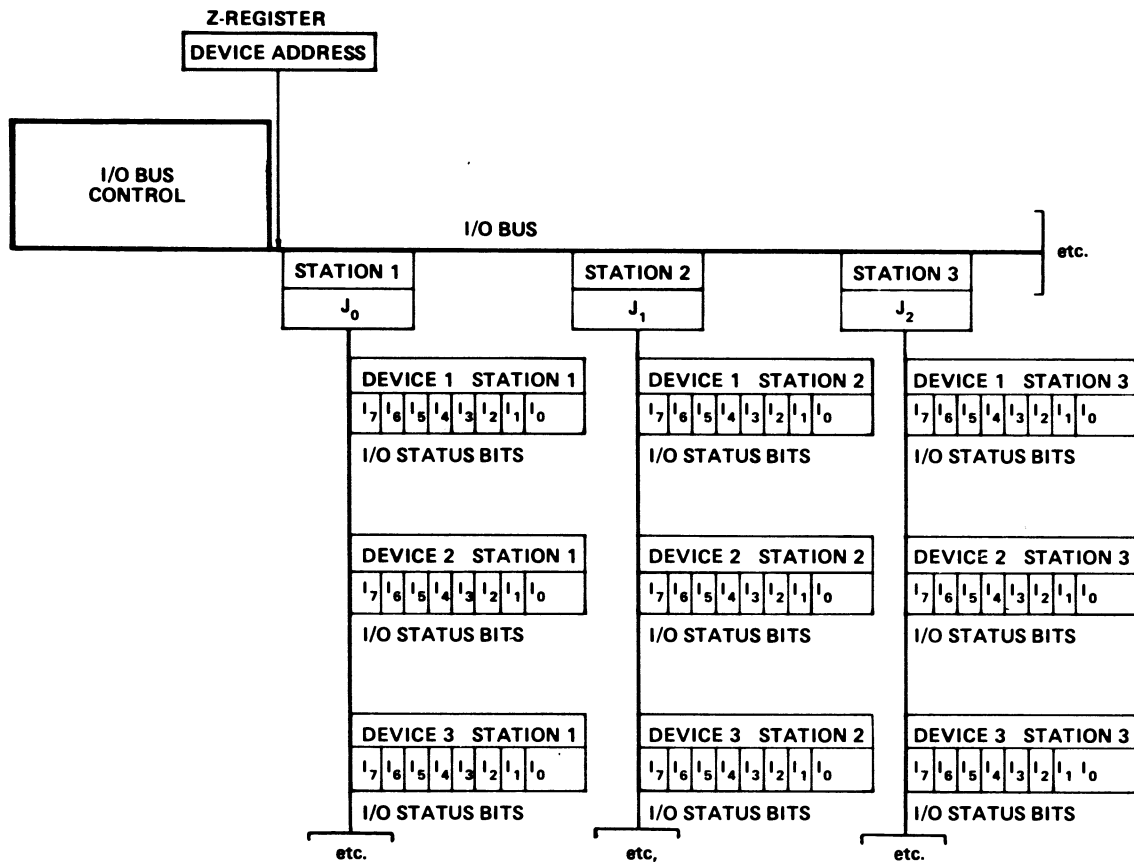 Z-REGISTER
DEVICE ADDRESS
I/O BUS
CONTROL
I/O BUS
etc.
STATION 1
J₀
STATION 2
J₁
STATION 3
J₂
DEVICE 1 STATION 1
I₇ I₆ I₅ I₄ I₃ I₂ I₁ I₀
I/O STATUS BITS
DEVICE 1 STATION 2
I₇ I₆ I₅ I₄ I₃ I₂ I₁ I₀
I/O STATUS BITS
DEVICE 1 STATION 3
I₇ I₆ I₅ I₄ I₃ I₂ I₁ I₀
I/O STATUS BITS
DEVICE 2 STATION 1
I₇ I₆ I₅ I₄ I₃ I₂ I₁ I₀
I/O STATUS BITS
DEVICE 2 STATION 2
I₇ I₆ I₅ I₄ I₃ I₂ I₁ I₀
I/O STATUS BITS
DEVICE 2 STATION 3
I₇ I₆ I₅ I₄ I₃ I₂ I₁ I₀
I/O STATUS BITS
DEVICE 3 STATION 1
I₇ I₆ I₅ I₄ I₃ I₂ I₁ I₀
I/O STATUS BITS
DEVICE 3 STATION 2
I₇ I₆ I₅ I₄ I₃ I₂ I₁ I₀
I/O STATUS BITS
DEVICE 3 STATION 3
I₇ I₆ I₅ I₄ I₃ I₂ I₁ I₀
I/O STATUS BITS
etc.
etc,
etc.